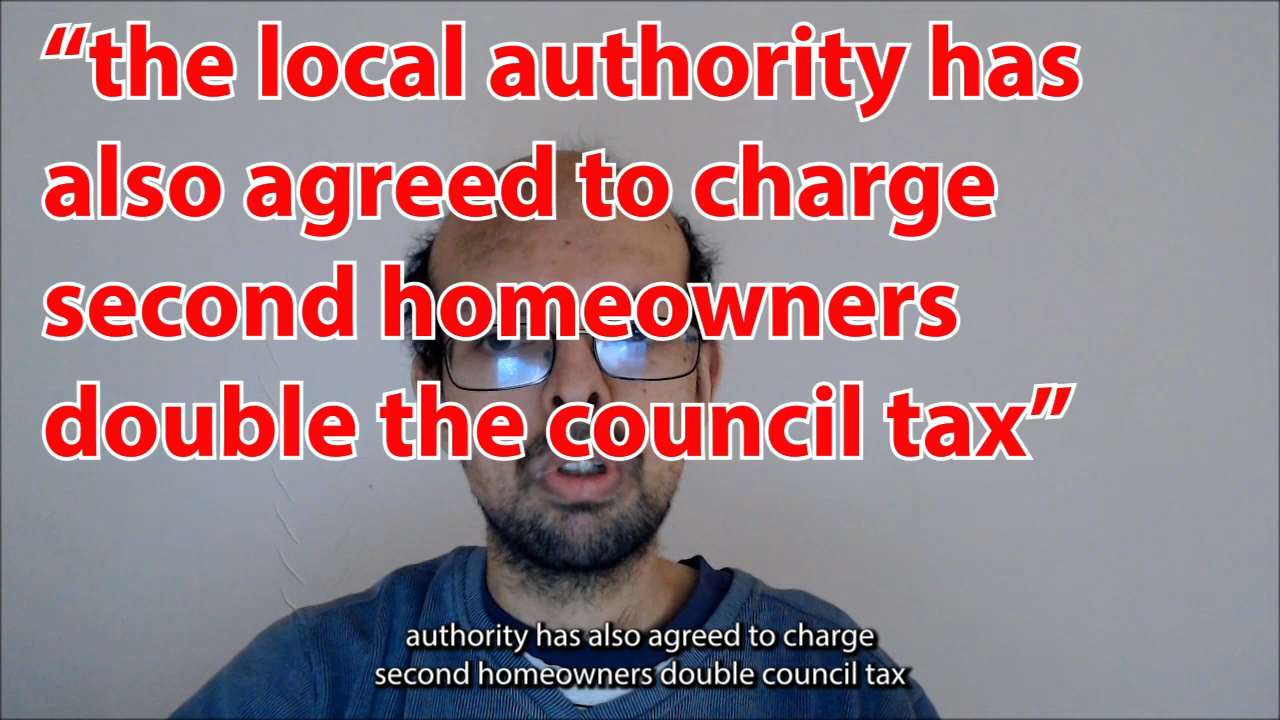 “the local authority has
also agreed to charge
second homeowners
double the council tax”
authority has also agreed to charge
second homeowners double council tax